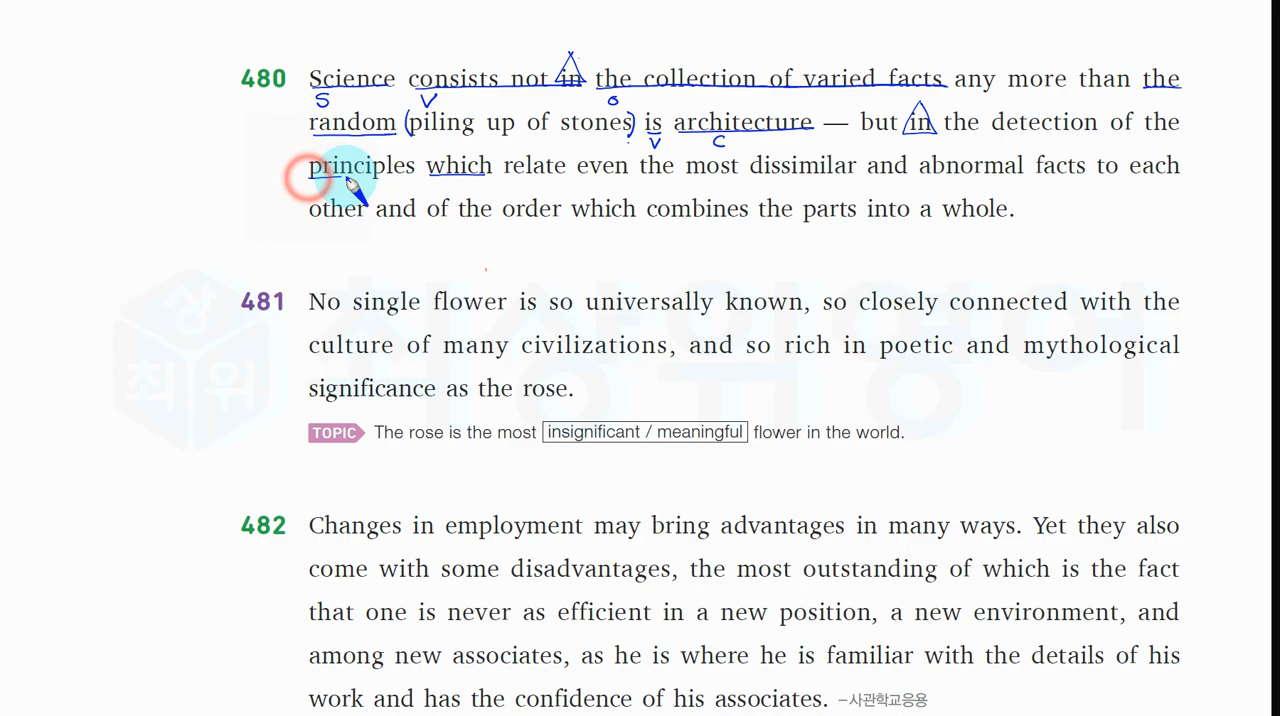 480 Science consists not in the collection of varied facts any more than the
S V o
random (piling up of stones) is architecture — but in the detection of the
V C
principles which relate even the most dissimilar and abnormal facts to each
other and of the order which combines the parts into a whole.
481 No single flower is so universally known, so closely connected with the
culture of many civilizations, and so rich in poetic and mythological
significance as the rose.
TOPIC The rose is the most insignificant / meaningful flower in the world.
최상위영어
상
최 위
482 Changes in employment may bring advantages in many ways. Yet they also
come with some disadvantages, the most outstanding of which is the fact
that one is never as efficient in a new position, a new environment, and
among new associates, as he is where he is familiar with the details of his
work and has the confidence of his associates. –사관학교응용